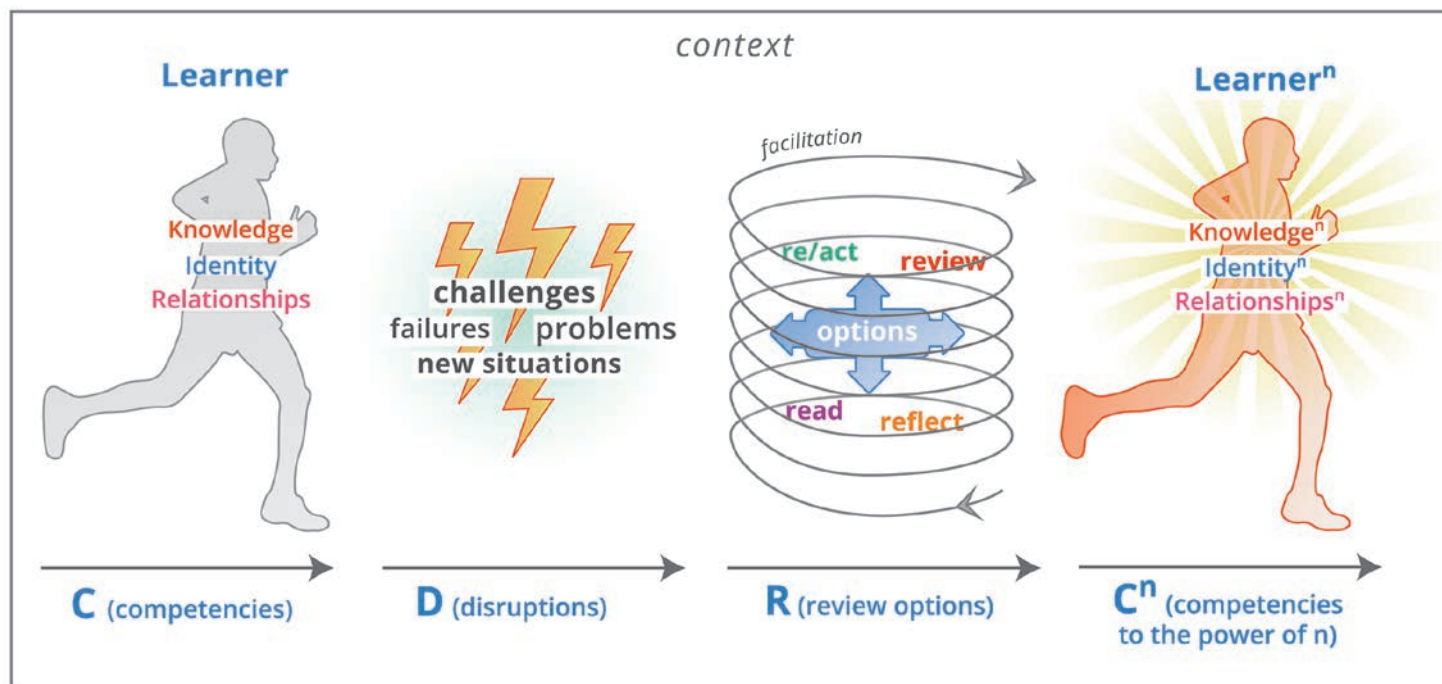 context
Learner
Learnerⁿ
facilitation
Knowledge
Identity
Relationships
challenges
failures problems
new situations
re/act review
options
read reflect
Knowledgeⁿ
Identityⁿ
Relationshipsⁿ
C (competencies)
D (disruptions)
R (review options)
Cⁿ (competencies
to the power of n)